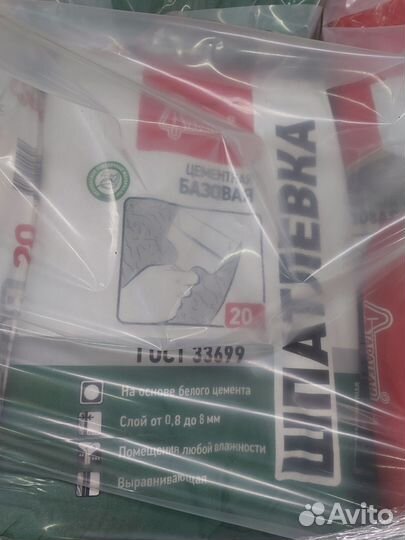 ЦЕМЕНТНАЯ
БАЗОВАЯ
ШПАТЛЕВКА
20
20
ГОСТ 33699
На основе белого цемента
Слой от 0,8 до 8 мм
Помещения любой влажности
Выравнивающая
Avito